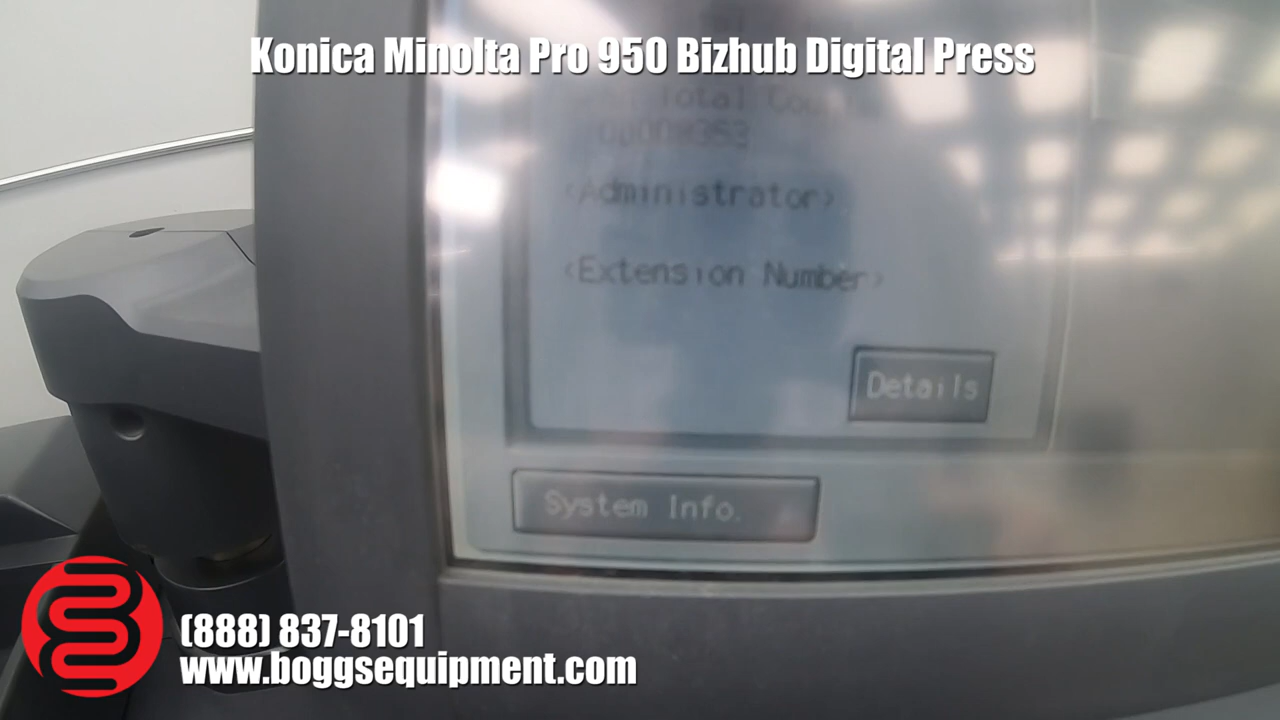 Konica Minolta Pro 950 Bizhub Digital Press
Total
<Administrator>
<Extension Number>
Details
System Info.
(888) 837-8101
www.boggsequipment.com